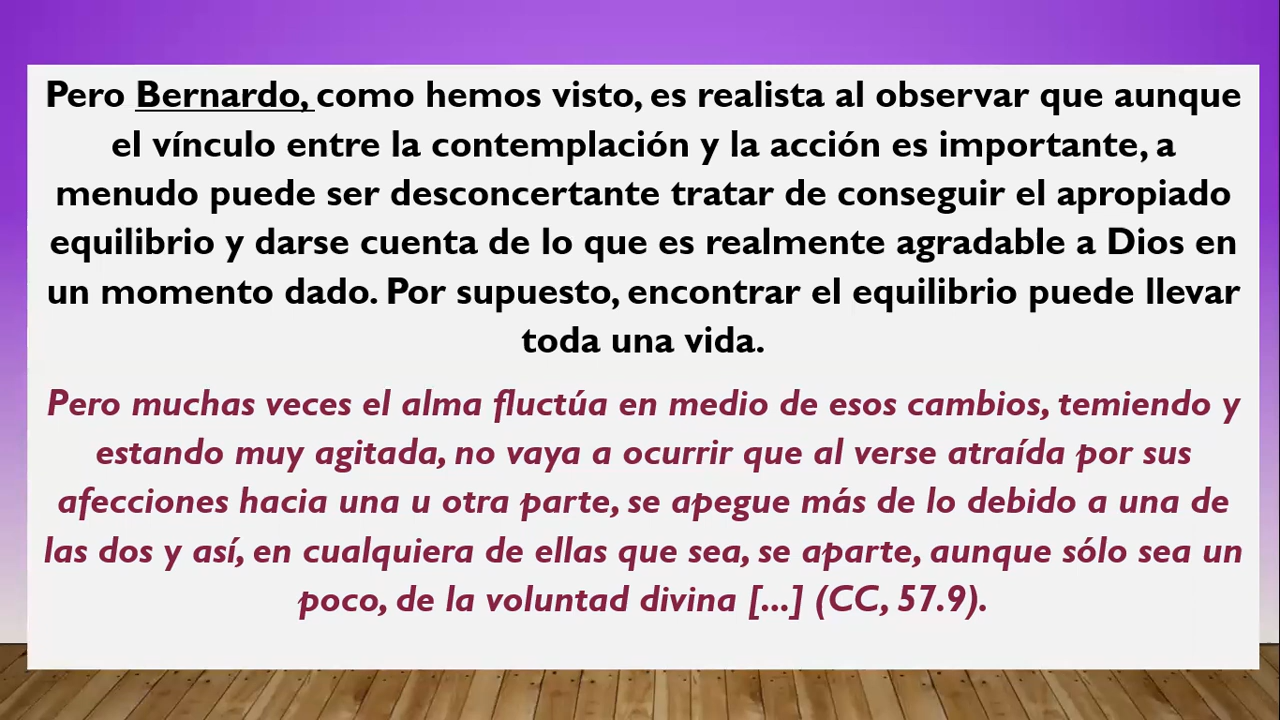 Pero Bernardo, como hemos visto, es realista al observar que aunque
el vínculo entre la contemplación y la acción es importante, a
menudo puede ser desconcertante tratar de conseguir el apropiado
equilibrio y darse cuenta de lo que es realmente agradable a Dios en
un momento dado. Por supuesto, encontrar el equilibrio puede llevar
toda una vida.
Pero muchas veces el alma fluctúa en medio de esos cambios, temiendo y
estando muy agitada, no vaya a ocurrir que al verse atraída por sus
afecciones hacia una u otra parte, se apegue más de lo debido a una de
las dos y así, en cualquiera de ellas que sea, se aparte, aunque sólo sea un
poco, de la voluntad divina [...] (CC, 57.9).